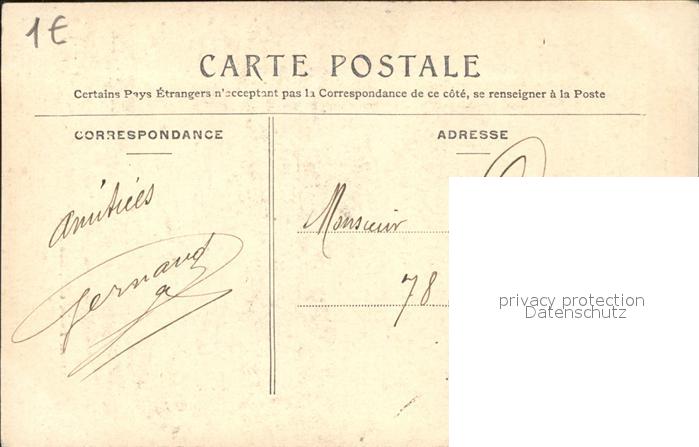 1€
CARTE POSTALE
Certains Pays Étrangers n'acceptant pas la Correspondance de ce côté, se renseigner à la Poste
CORRESPONDANCE
ADRESSE
Amitiées
Fernand
Monsieur
78
privacy protection
Datenschutz